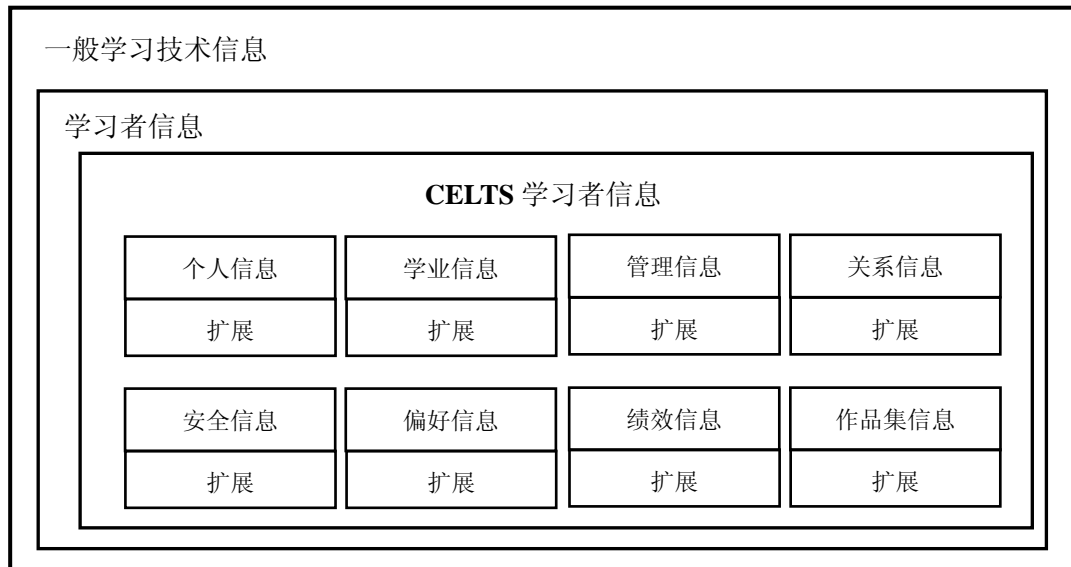 一般学习技术信息
学习者信息
CELTS 学习者信息
个人信息 学业信息 管理信息 关系信息
扩展 扩展 扩展 扩展
安全信息 偏好信息 绩效信息 作品集信息
扩展 扩展 扩展 扩展